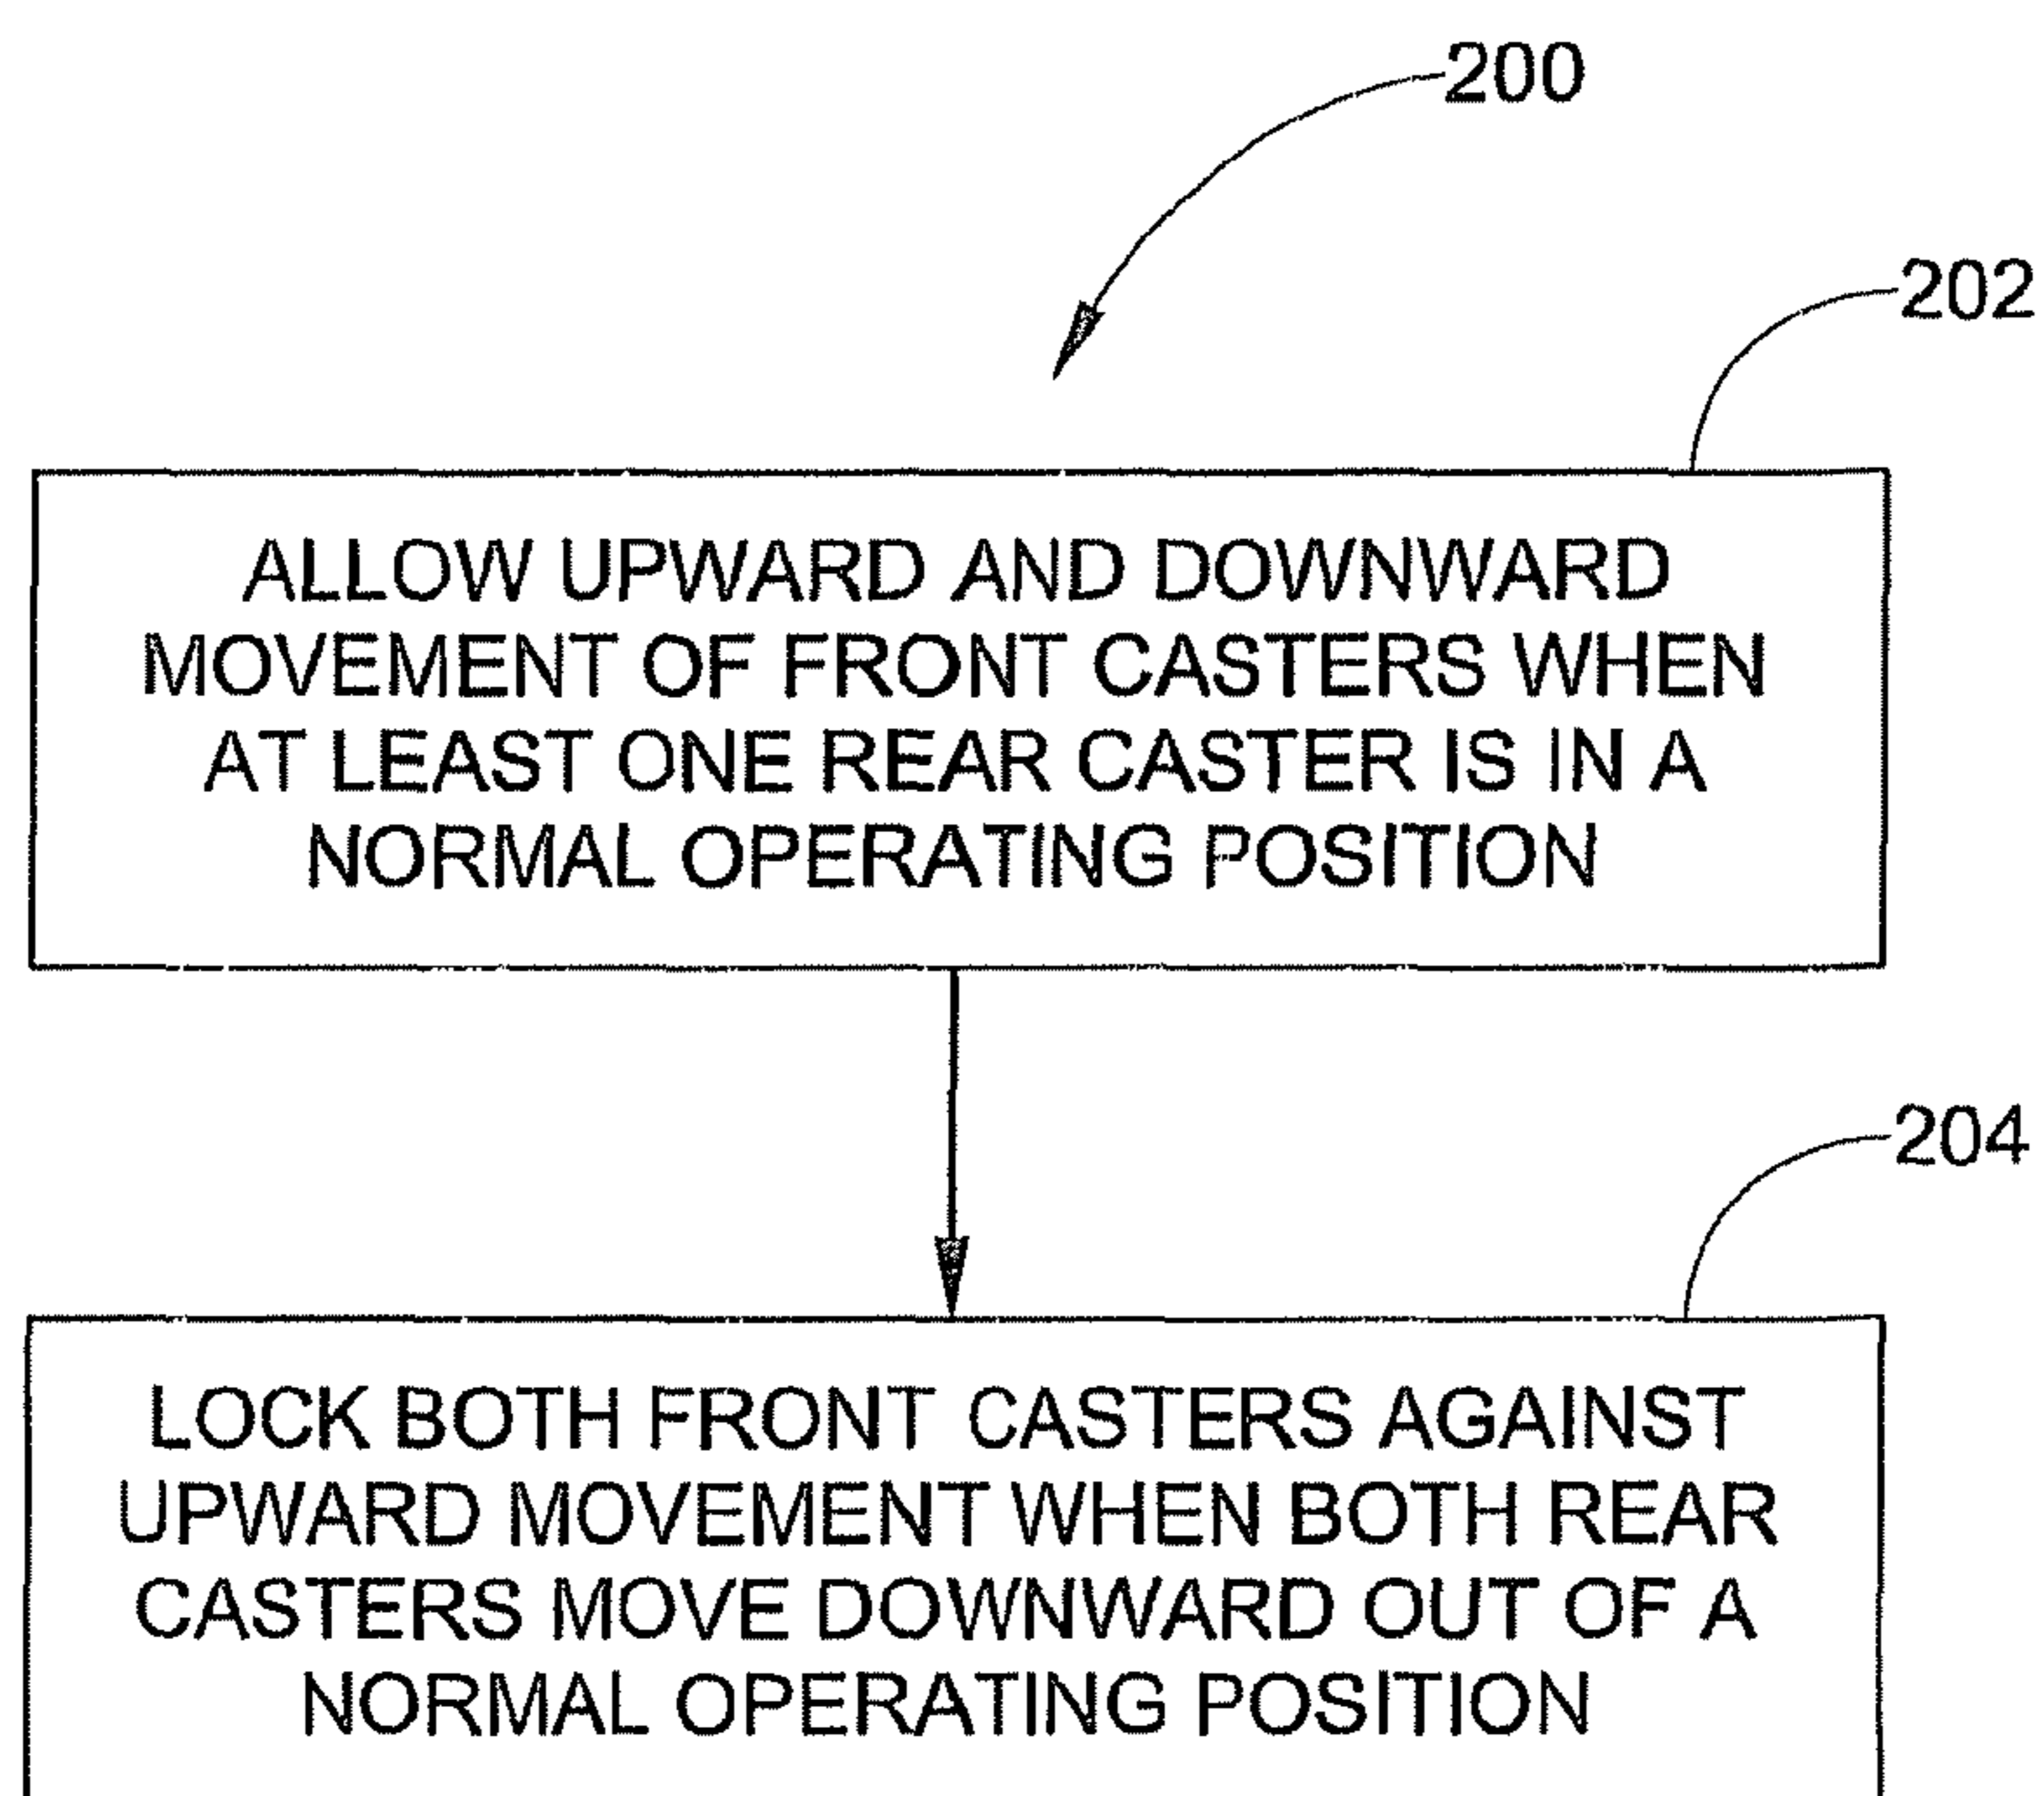 200
202
ALLOW UPWARD AND DOWNWARD
MOVEMENT OF FRONT CASTERS WHEN
AT LEAST ONE REAR CASTER IS IN A
NORMAL OPERATING POSITION
204
LOCK BOTH FRONT CASTERS AGAINST
UPWARD MOVEMENT WHEN BOTH REAR
CASTERS MOVE DOWNWARD OUT OF A
NORMAL OPERATING POSITION